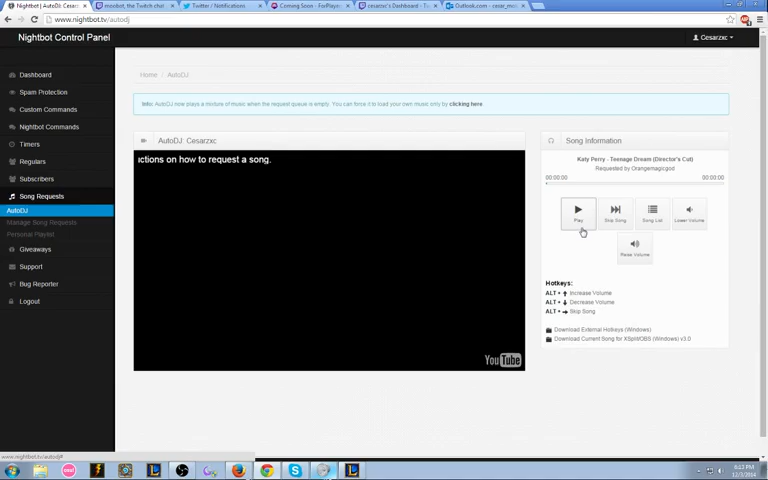 Nightbot | AutoDJ: Cesarzxc
moobot, the Twitch chat
Twitter / Notifications
Coming Soon - ForPlayer
cesarzxc's Dashboard - Tw
Outlook.com - cesar_mo
www.nightbot.tv/autodj
Nightbot Control Panel
Cesarzxc
Dashboard
Spam Protection
Custom Commands
Nightbot Commands
Timers
Regulars
Subscribers
Song Requests
AutoDJ
Manage Song Requests
Personal Playlist
Giveaways
Support
Bug Reporter
Logout
Home / AutoDJ
Info: AutoDJ now plays a mixture of music when the request queue is empty. You can force it to load your own music only by clicking here
AutoDJ: Cesarzxc
ictions on how to request a song.
YouTube
Song Information
Katy Perry - Teenage Dream (Director's Cut)
Requested by Orangemagicgod
00:00:00 00:00:00
Play
Skip Song
Song List
Lower Volume
Raise Volume
Hotkeys:
ALT + Increase Volume
ALT + Decrease Volume
ALT + Skip Song
Download External Hotkeys (Windows)
Download Current Song for XSplit/OBS (Windows) v3.0
www.nightbot.tv/autodj#
6:12 PM
12/3/2014